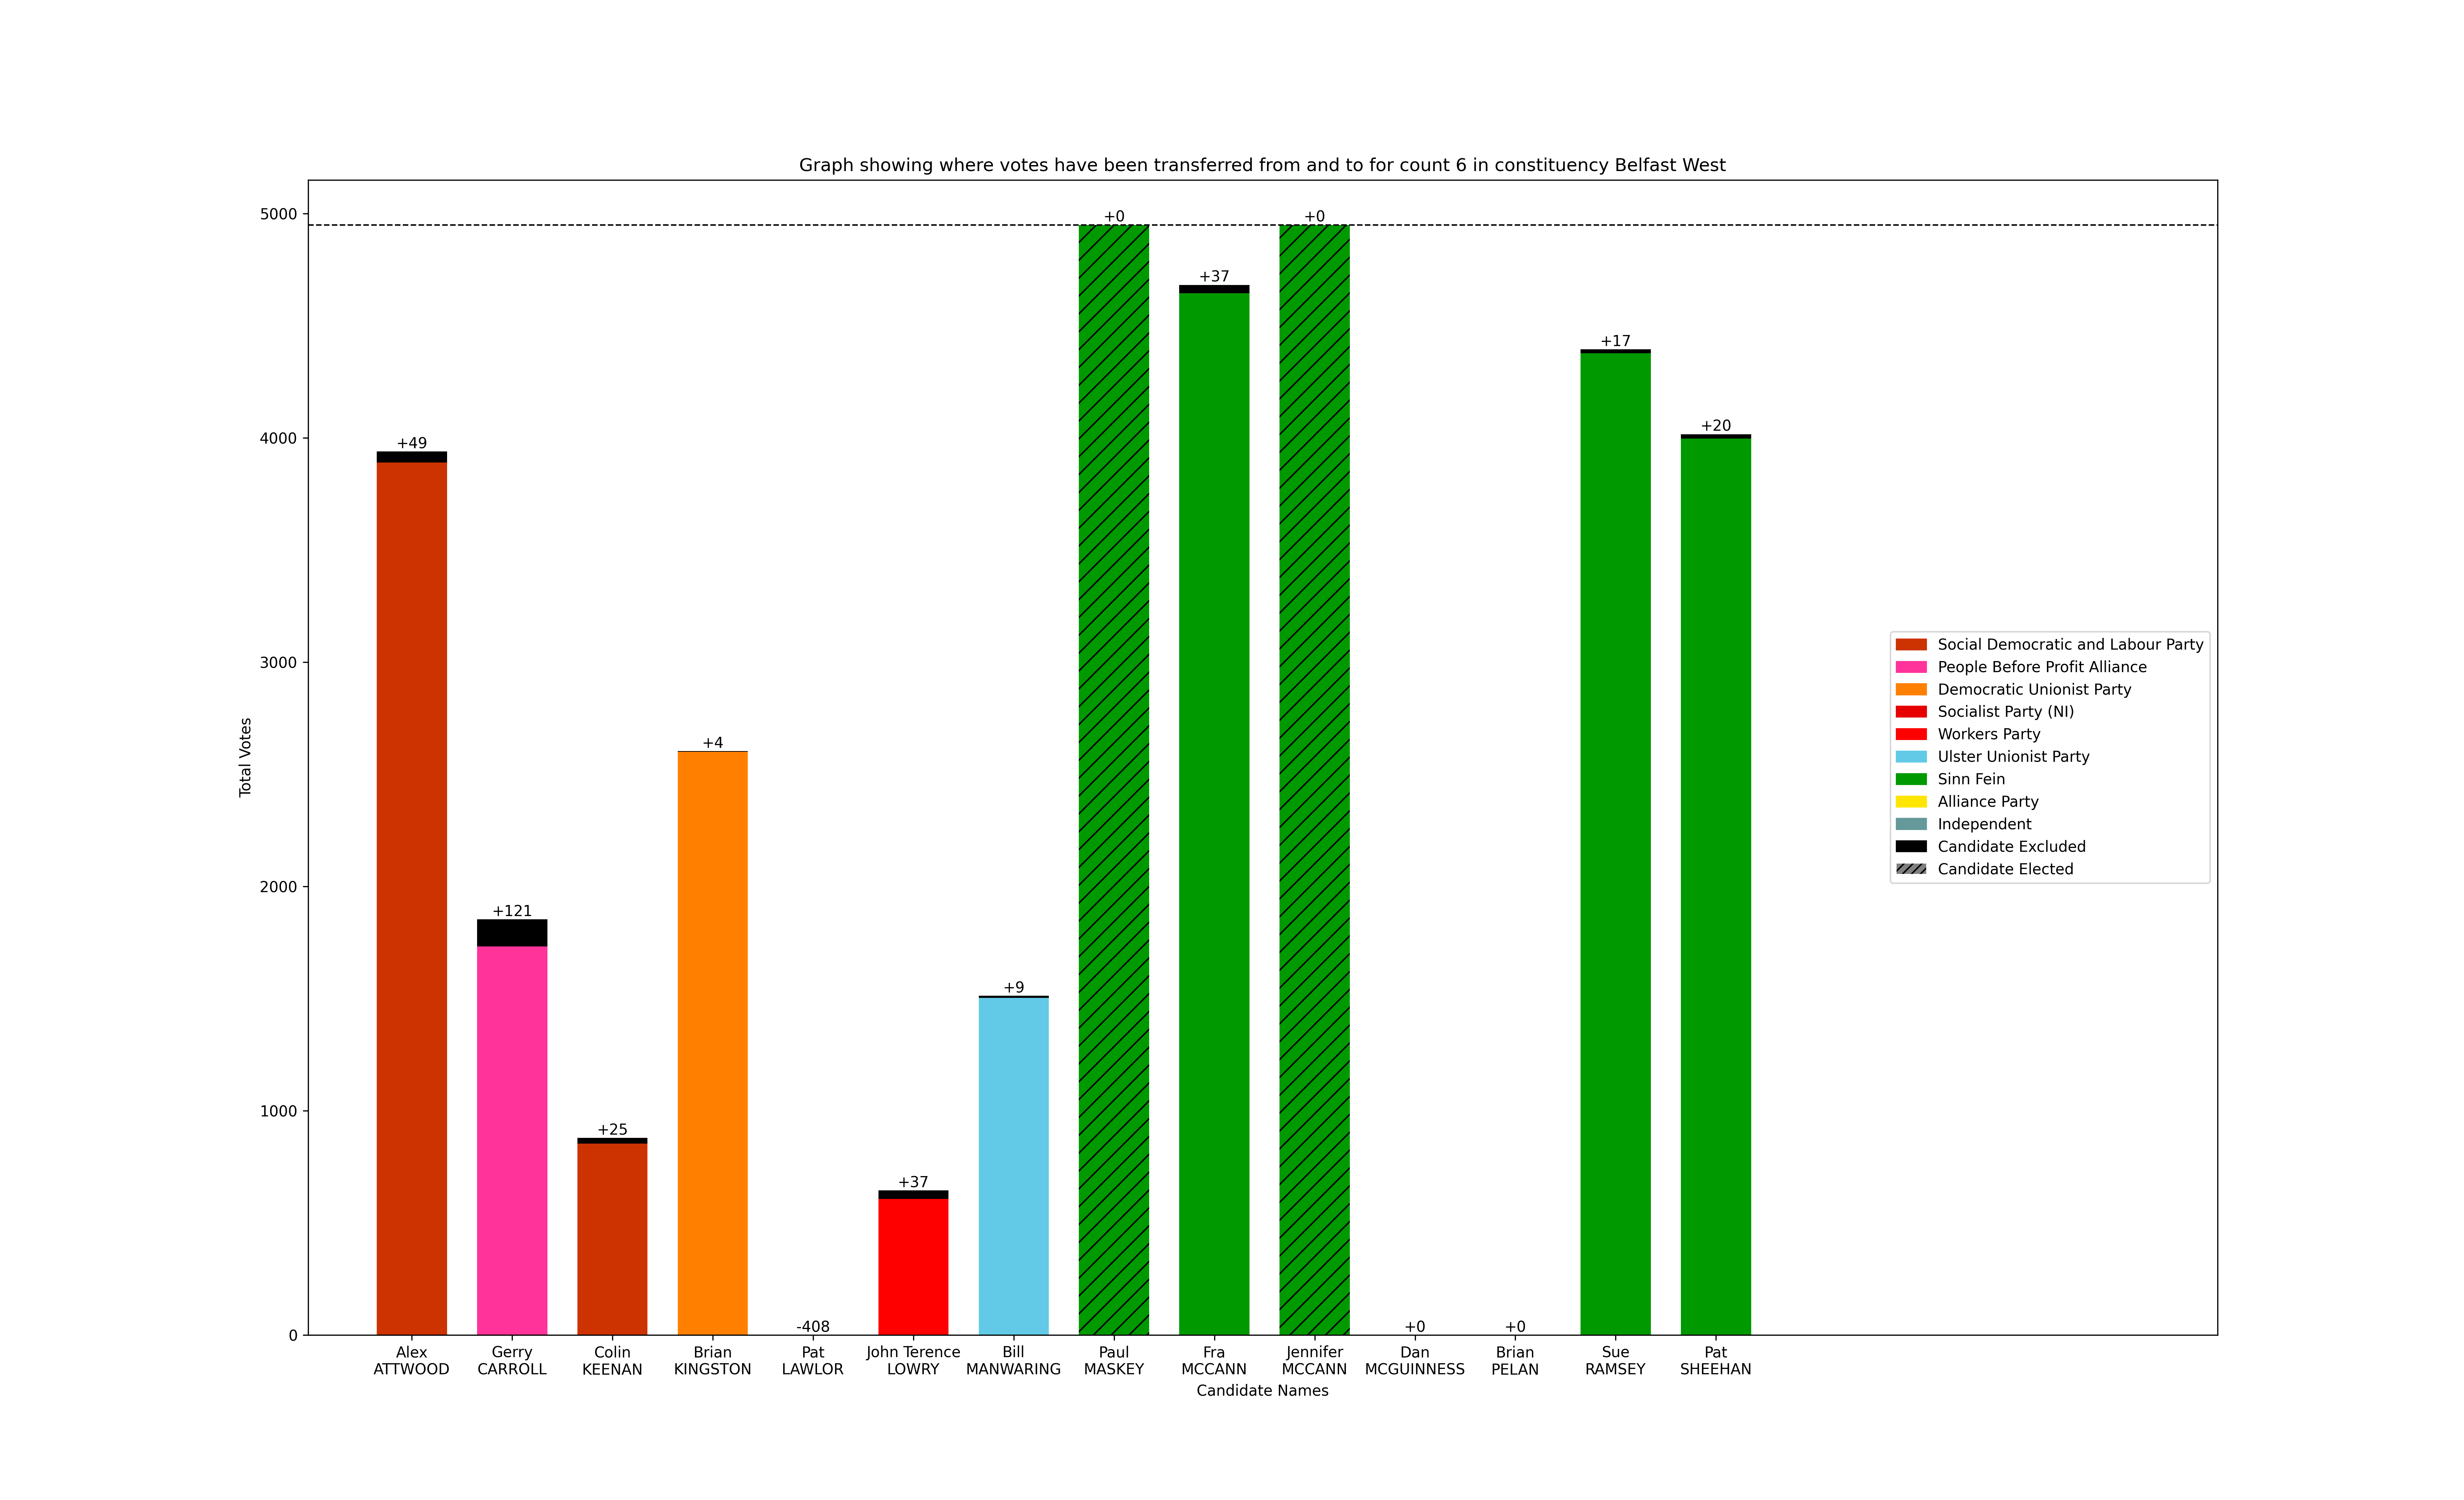 Graph showing where votes have been transferred from and to for count 6 in constituency Belfast West
5000
4000
3000
2000
1000
0
Total Votes
+49
+121
+25
+4
-408
+37
+9
+0
+37
+0
+0
+0
+17
+20
Alex
ATTWOOD
Gerry
CARROLL
Colin
KEENAN
Brian
KINGSTON
Pat
LAWLOR
John Terence
LOWRY
Bill
MANWARING
Paul
MASKEY
Fra
MCCANN
Jennifer
MCCANN
Dan
MCGUINNESS
Brian
PELAN
Sue
RAMSEY
Pat
SHEEHAN
Candidate Names
Social Democratic and Labour Party
People Before Profit Alliance
Democratic Unionist Party
Socialist Party (NI)
Workers Party
Ulster Unionist Party
Sinn Fein
Alliance Party
Independent
Candidate Excluded
Candidate Elected